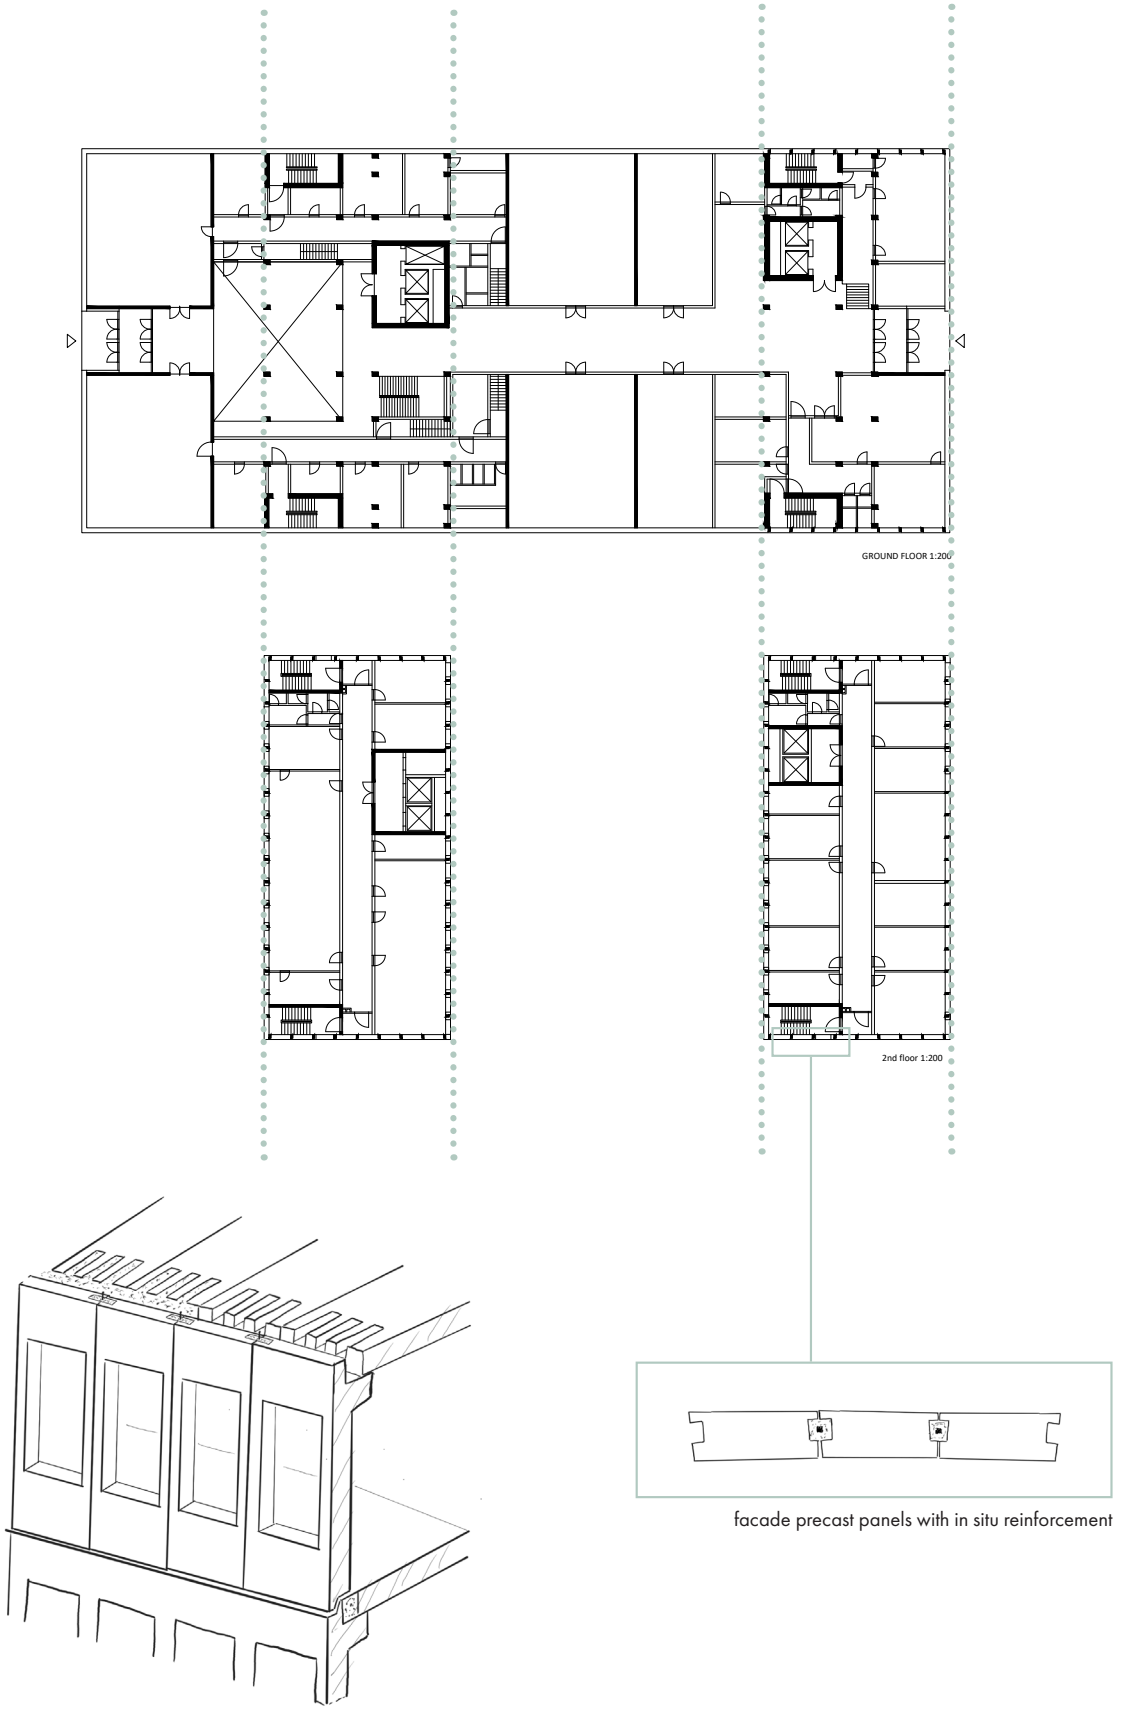 GROUND FLOOR 1:200
2nd floor 1:200
facade precast panels with in situ reinforcement